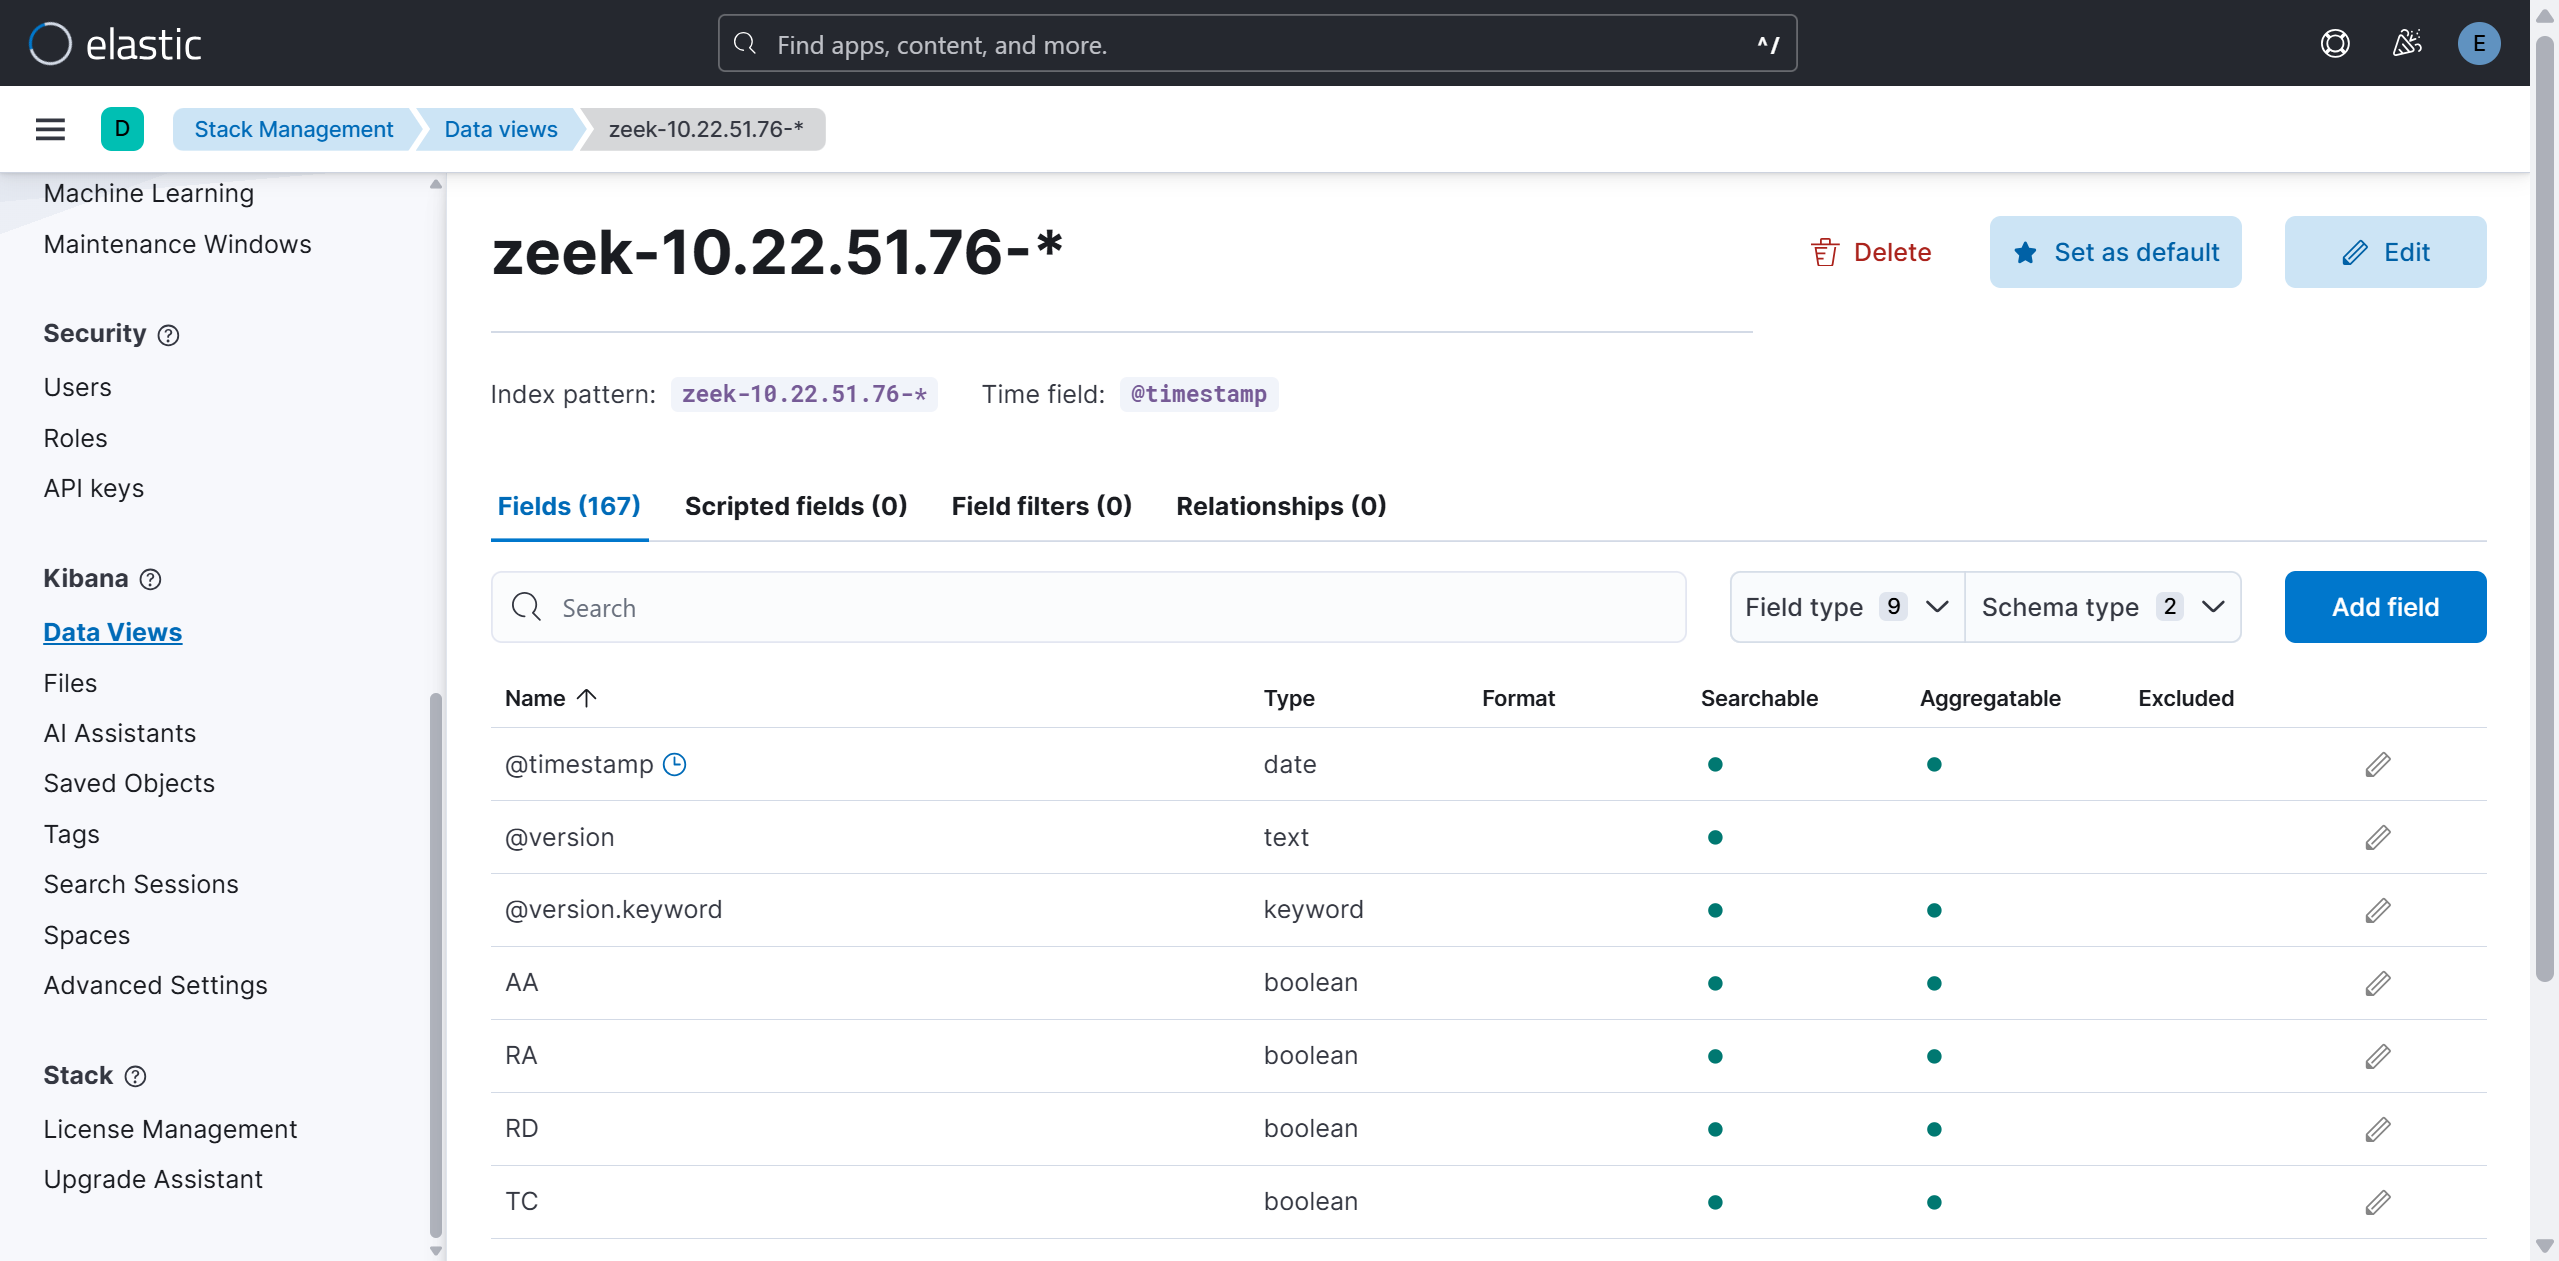 elastic
Find apps, content, and more.
^/
E
D
Stack Management
Data views
zeek-10.22.51.76-*
Machine Learning
Maintenance Windows
Security
Users
Roles
API keys
Kibana
Data Views
Files
AI Assistants
Saved Objects
Tags
Search Sessions
Spaces
Advanced Settings
Stack
License Management
Upgrade Assistant
zeek-10.22.51.76-*
Delete
Set as default
Edit
Index pattern: zeek-10.22.51.76-* Time field: @timestamp
Fields (167) Scripted fields (0) Field filters (0) Relationships (0)
Search
Field type 9
Schema type 2
Add field
Name Type Format Searchable Aggregatable Excluded
@timestamp date
@version text
@version.keyword keyword
AA boolean
RA boolean
RD boolean
TC boolean